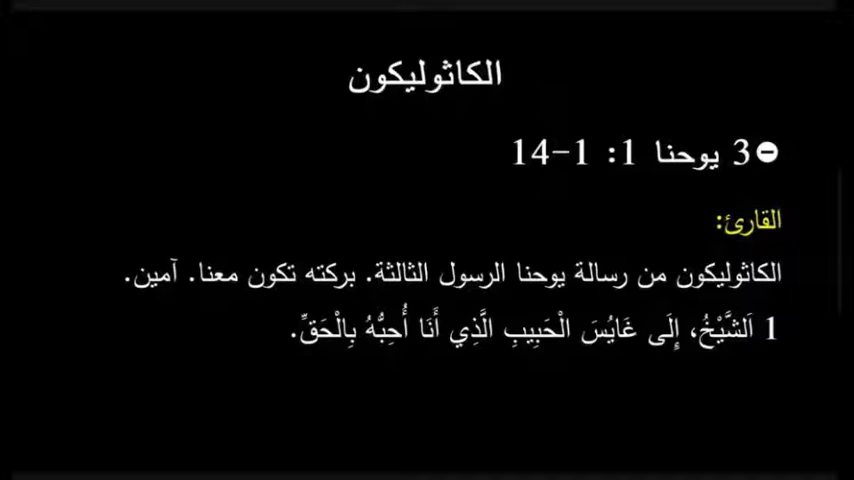 الكاثوليكون
3 يوحنا 1: 1-14
القارئ:
الكاثوليكون من رسالة يوحنا الرسول الثالثة. بركته تكون معنا. آمين.
1 اَلشَّيْخُ، إِلَى غَايُسَ الْحَبِيبِ الَّذِي أَنَا أُحِبُّهُ بِالْحَقِّ.